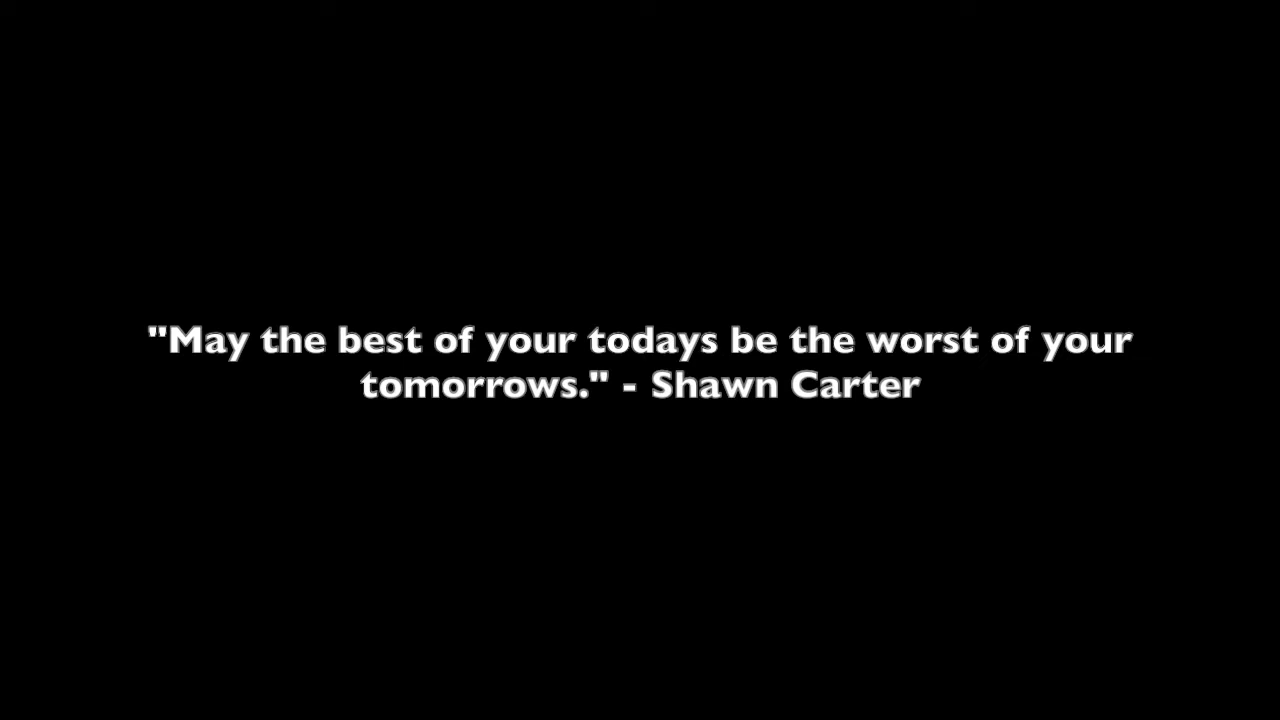 "May the best of your todays be the worst of your
tomorrows." - Shawn Carter